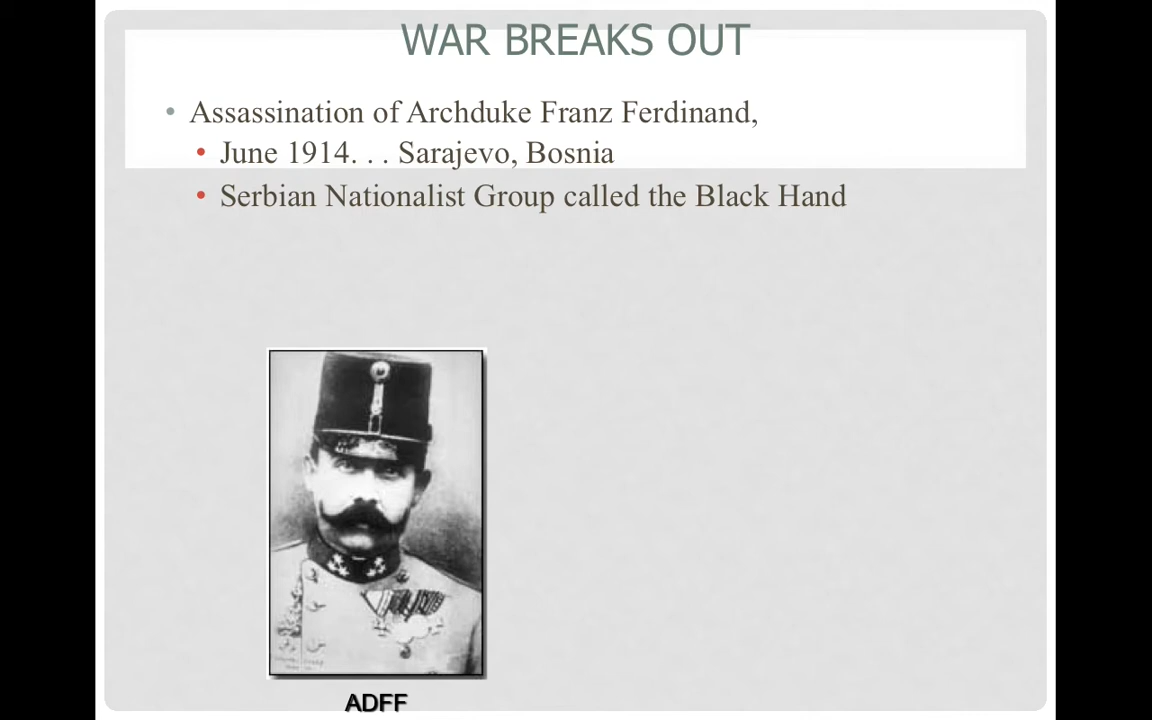 WAR BREAKS OUT
• Assassination of Archduke Franz Ferdinand,
• June 1914. . . Sarajevo, Bosnia
• Serbian Nationalist Group called the Black Hand
ADFF